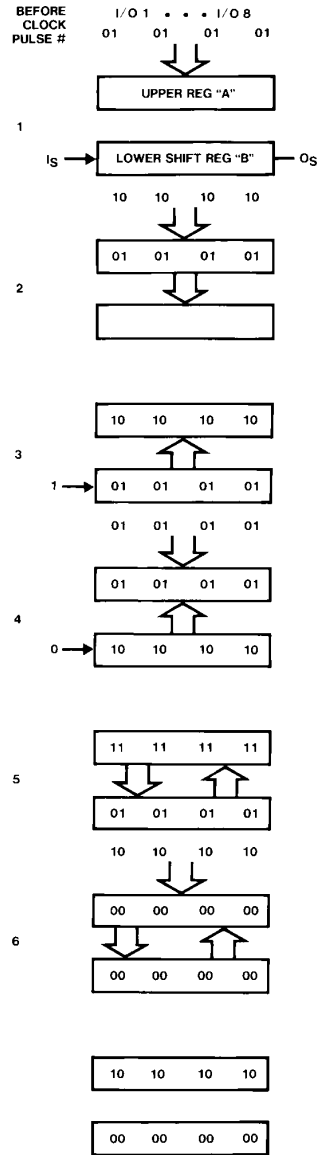 BEFORE
CLOCK
PULSE #
I/O 1 • • • I/O 8
01 01 01 01
UPPER REG "A"
1
IS LOWER SHIFT REG "B" OS
10 10 10 10
01 01 01 01
2
10 10 10 10
3
1 01 01 01 01
01 01 01 01
01 01 01 01
4
0 10 10 10 10
11 11 11 11
5
01 01 01 01
10 10 10 10
00 00 00 00
6
00 00 00 00
10 10 10 10
00 00 00 00